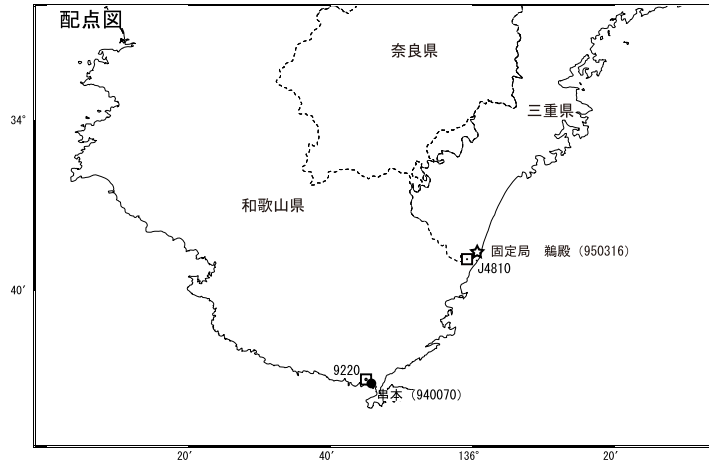 配点図
奈良県
三重県
34°
和歌山県
固定局　鵜殿（950316）
J4810
40′
9220
串本（940070）
20′
40′
136°
20′